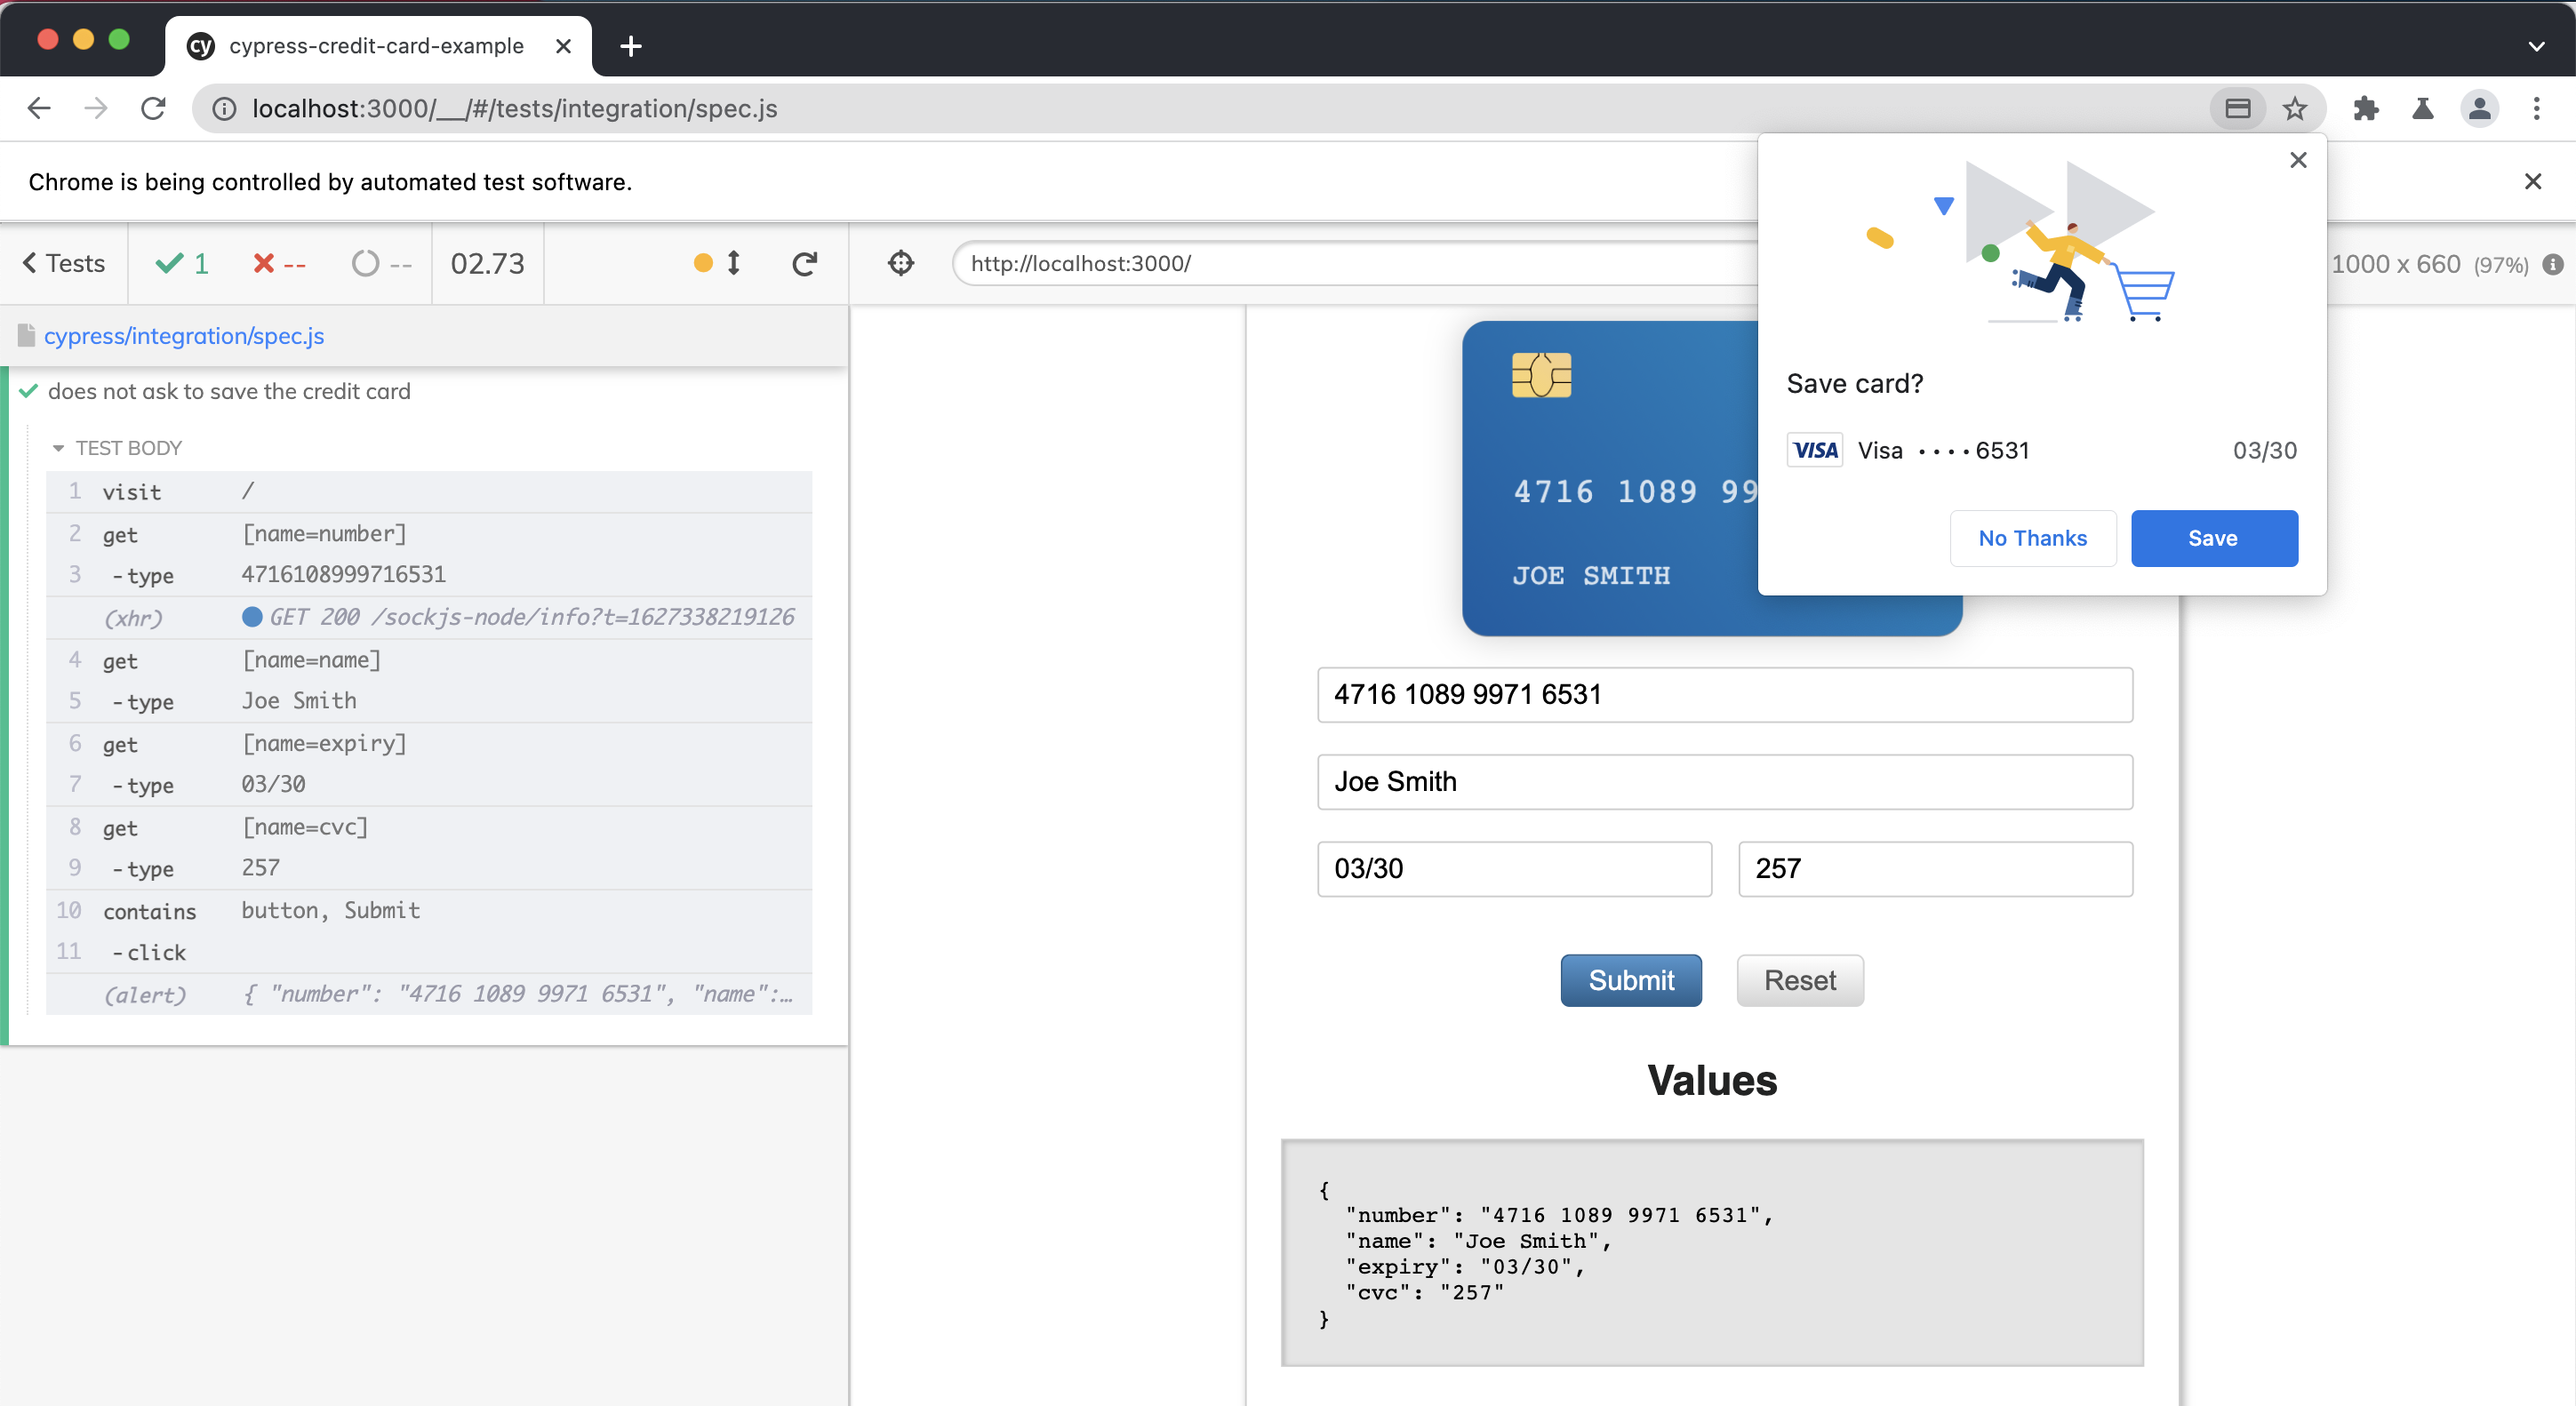 cy cypress-credit-card-example
localhost:3000/__/#/tests/integration/spec.js
Chrome is being controlled by automated test software.
Tests 1 -- -- 02.73
http://localhost:3000/
1000 x 660 (97%)
cypress/integration/spec.js
does not ask to save the credit card
TEST BODY
1 visit /
2 get [name=number]
3 -type 4716108999716531
(xhr) GET 200 /sockjs-node/info?t=1627338219126
4 get [name=name]
5 -type Joe Smith
6 get [name=expiry]
7 -type 03/30
8 get [name=cvc]
9 -type 257
10 contains button, Submit
11 -click
(alert) { "number": "4716 1089 9971 6531", "name":…
4716 1089 99
JOE SMITH
Save card?
VISA Visa •••• 6531 03/30
No Thanks Save
4716 1089 9971 6531
Joe Smith
03/30 257
Submit Reset
Values
{
"number": "4716 1089 9971 6531",
"name": "Joe Smith",
"expiry": "03/30",
"cvc": "257"
}